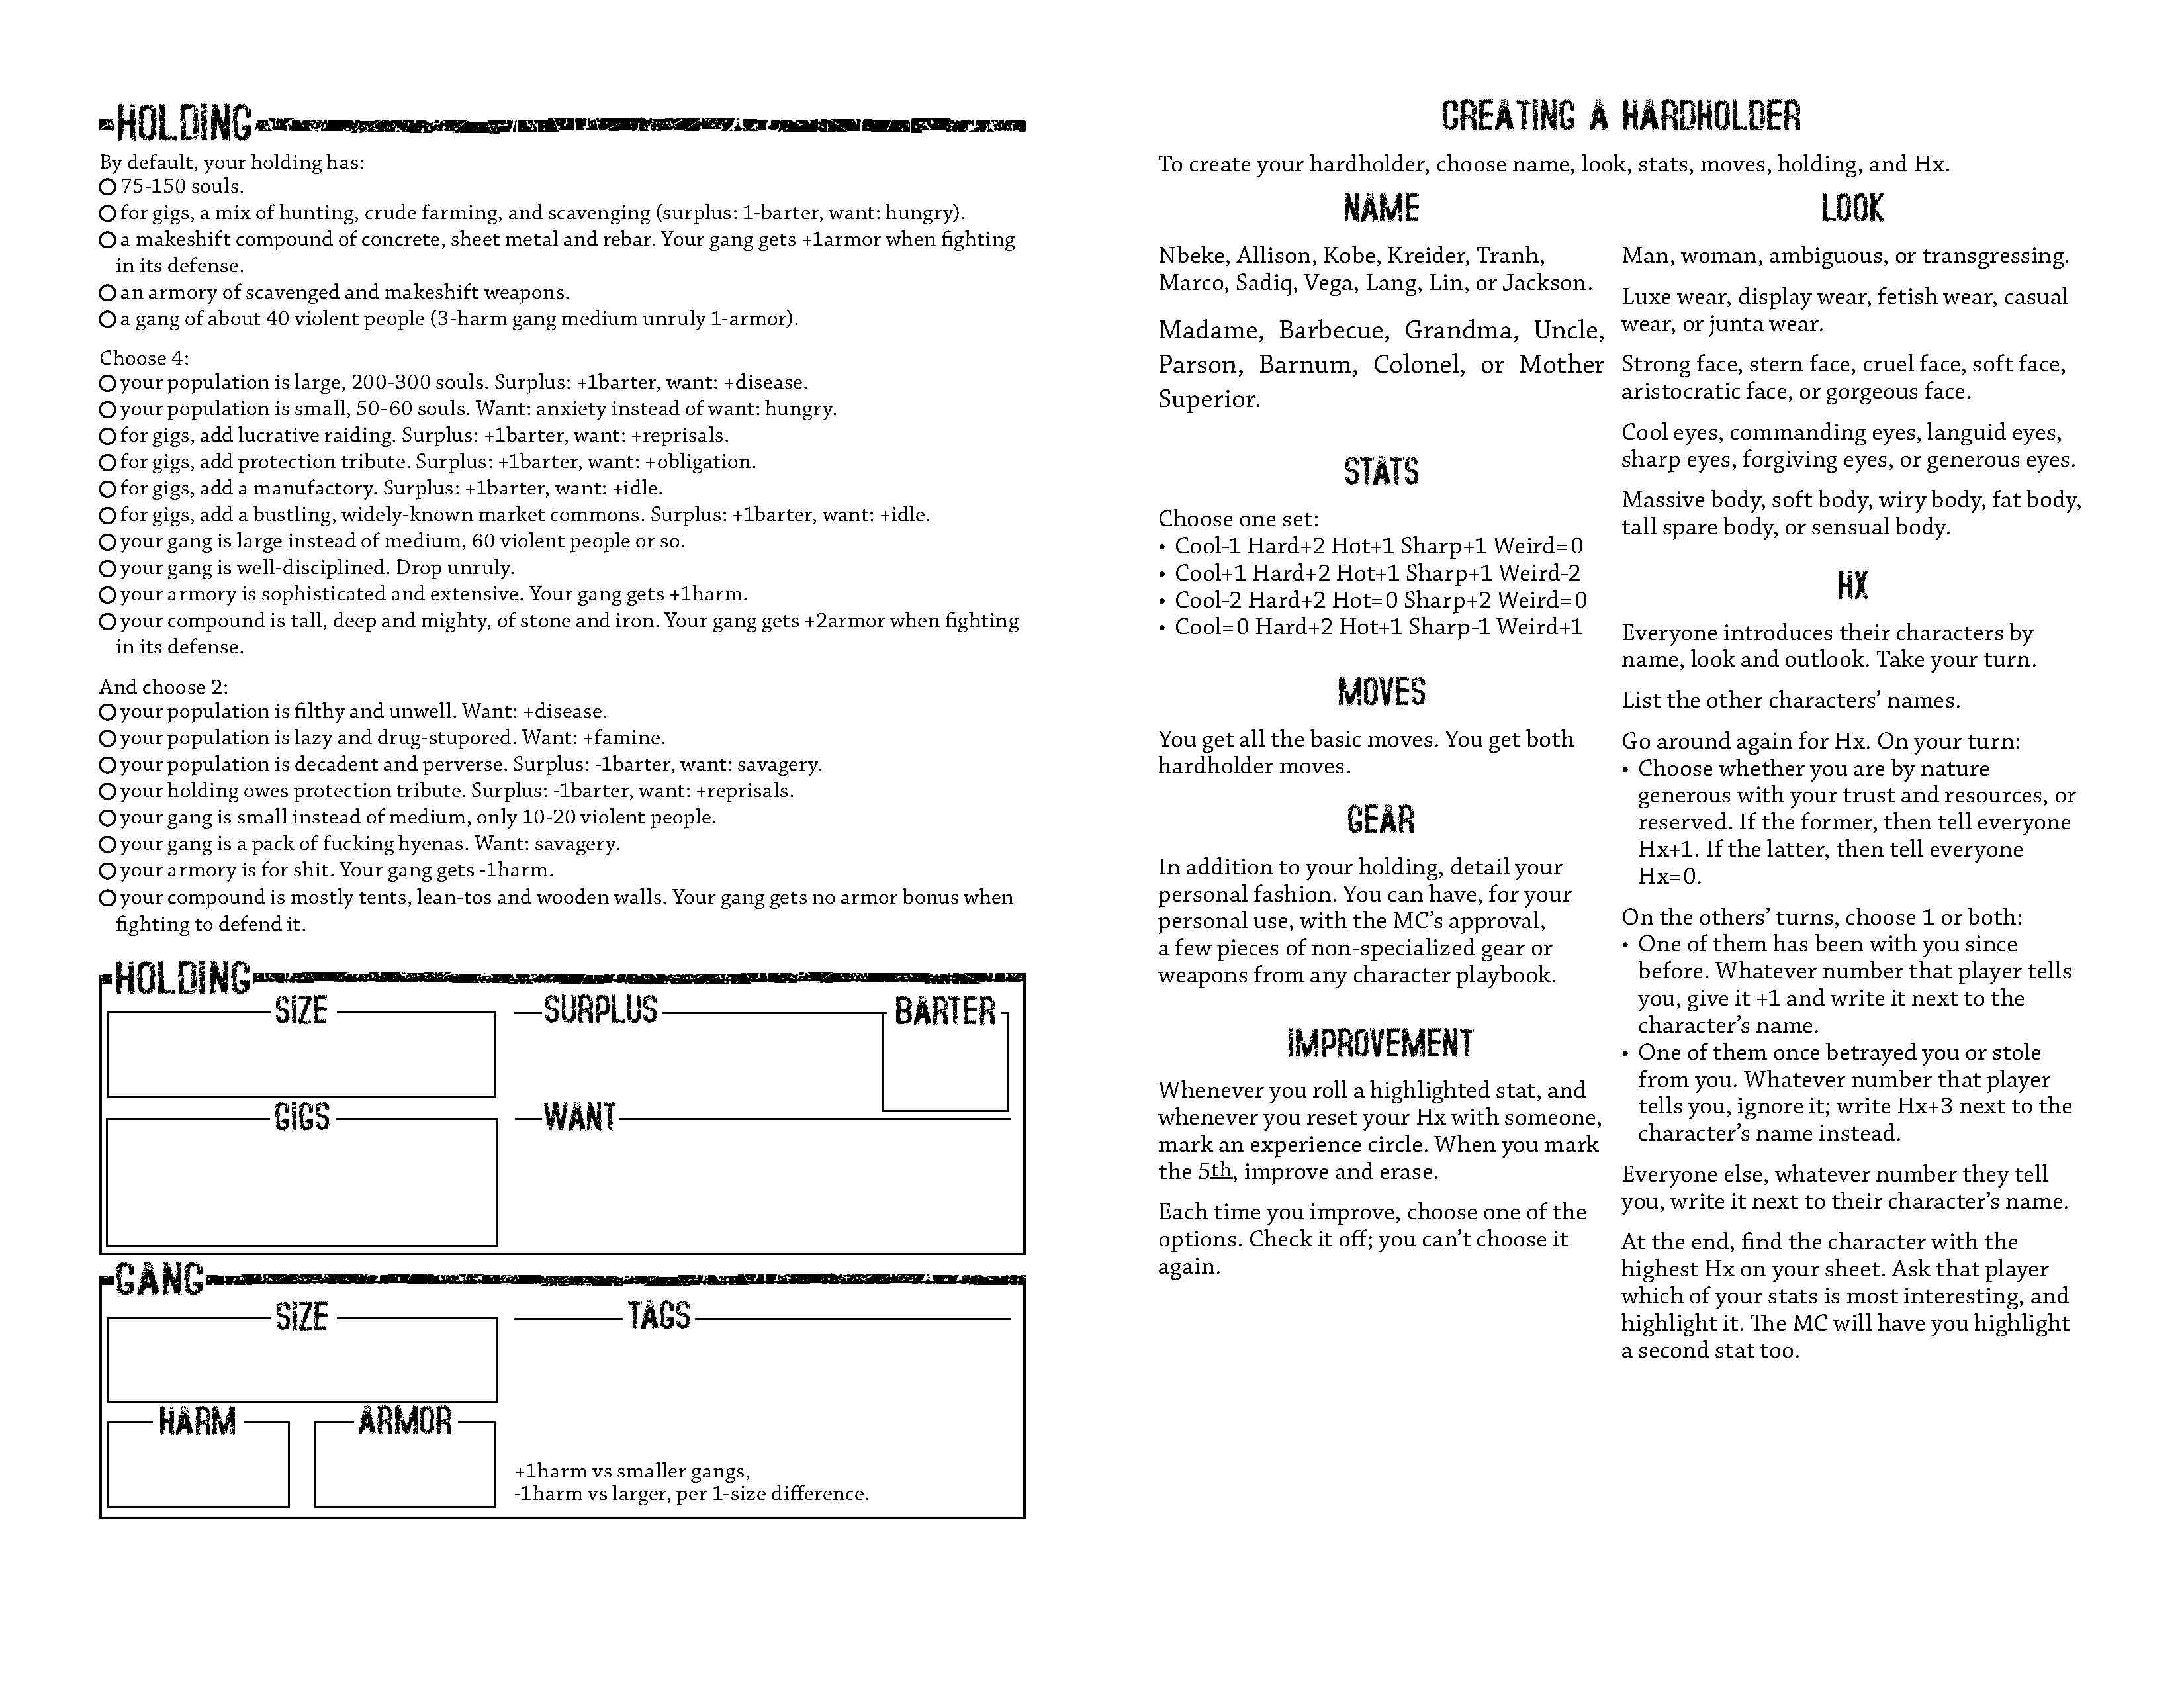 HOLDING
By default, your holding has:
75-150 souls.
for gigs, a mix of hunting, crude farming, and scavenging (surplus: 1-barter, want: hungry).
a makeshift compound of concrete, sheet metal and rebar. Your gang gets +1armor when fighting
in its defense.
an armory of scavenged and makeshift weapons.
a gang of about 40 violent people (3-harm gang medium unruly 1-armor).
Choose 4:
your population is large, 200-300 souls. Surplus: +1barter, want: +disease.
your population is small, 50-60 souls. Want: anxiety instead of want: hungry.
for gigs, add lucrative raiding. Surplus: +1barter, want: +reprisals.
for gigs, add protection tribute. Surplus: +1barter, want: +obligation.
for gigs, add a manufactory. Surplus: +1barter, want: +idle.
for gigs, add a bustling, widely-known market commons. Surplus: +1barter, want: +idle.
your gang is large instead of medium, 60 violent people or so.
your gang is well-disciplined. Drop unruly.
your armory is sophisticated and extensive. Your gang gets +1harm.
your compound is tall, deep and mighty, of stone and iron. Your gang gets +2armor when fighting
in its defense.
And choose 2:
your population is filthy and unwell. Want: +disease.
your population is lazy and drug-stupored. Want: +famine.
your population is decadent and perverse. Surplus: -1barter, want: savagery.
your holding owes protection tribute. Surplus: -1barter, want: +reprisals.
your gang is small instead of medium, only 10-20 violent people.
your gang is a pack of fucking hyenas. Want: savagery.
your armory is for shit. Your gang gets -1harm.
your compound is mostly tents, lean-tos and wooden walls. Your gang gets no armor bonus when
fighting to defend it.
HOLDING
SIZE
SURPLUS
BARTER
GIGS
WANT
GANG
SIZE
TAGS
HARM
ARMOR
+1harm vs smaller gangs,
-1harm vs larger, per 1-size difference.
CREATING A HARDHOLDER
To create your hardholder, choose name, look, stats, moves, holding, and Hx.
NAME
Nbeke, Allison, Kobe, Kreider, Tranh,
Marco, Sadiq, Vega, Lang, Lin, or Jackson.
Madame, Barbecue, Grandma, Uncle,
Parson, Barnum, Colonel, or Mother
Superior.
STATS
Choose one set:
• Cool-1 Hard+2 Hot+1 Sharp+1 Weird=0
• Cool+1 Hard+2 Hot+1 Sharp+1 Weird-2
• Cool-2 Hard+2 Hot=0 Sharp+2 Weird=0
• Cool=0 Hard+2 Hot+1 Sharp-1 Weird+1
MOVES
You get all the basic moves. You get both
hardholder moves.
GEAR
In addition to your holding, detail your
personal fashion. You can have, for your
personal use, with the MC's approval,
a few pieces of non-specialized gear or
weapons from any character playbook.
IMPROVEMENT
Whenever you roll a highlighted stat, and
whenever you reset your Hx with someone,
mark an experience circle. When you mark
the 5th, improve and erase.
Each time you improve, choose one of the
options. Check it off; you can't choose it
again.
LOOK
Man, woman, ambiguous, or transgressing.
Luxe wear, display wear, fetish wear, casual
wear, or junta wear.
Strong face, stern face, cruel face, soft face,
aristocratic face, or gorgeous face.
Cool eyes, commanding eyes, languid eyes,
sharp eyes, forgiving eyes, or generous eyes.
Massive body, soft body, wiry body, fat body,
tall spare body, or sensual body.
HX
Everyone introduces their characters by
name, look and outlook. Take your turn.
List the other characters' names.
Go around again for Hx. On your turn:
• Choose whether you are by nature
generous with your trust and resources, or
reserved. If the former, then tell everyone
Hx+1. If the latter, then tell everyone
Hx=0.
On the others' turns, choose 1 or both:
• One of them has been with you since
before. Whatever number that player tells
you, give it +1 and write it next to the
character's name.
• One of them once betrayed you or stole
from you. Whatever number that player
tells you, ignore it; write Hx+3 next to the
character's name instead.
Everyone else, whatever number they tell
you, write it next to their character's name.
At the end, find the character with the
highest Hx on your sheet. Ask that player
which of your stats is most interesting, and
highlight it. The MC will have you highlight
a second stat too.